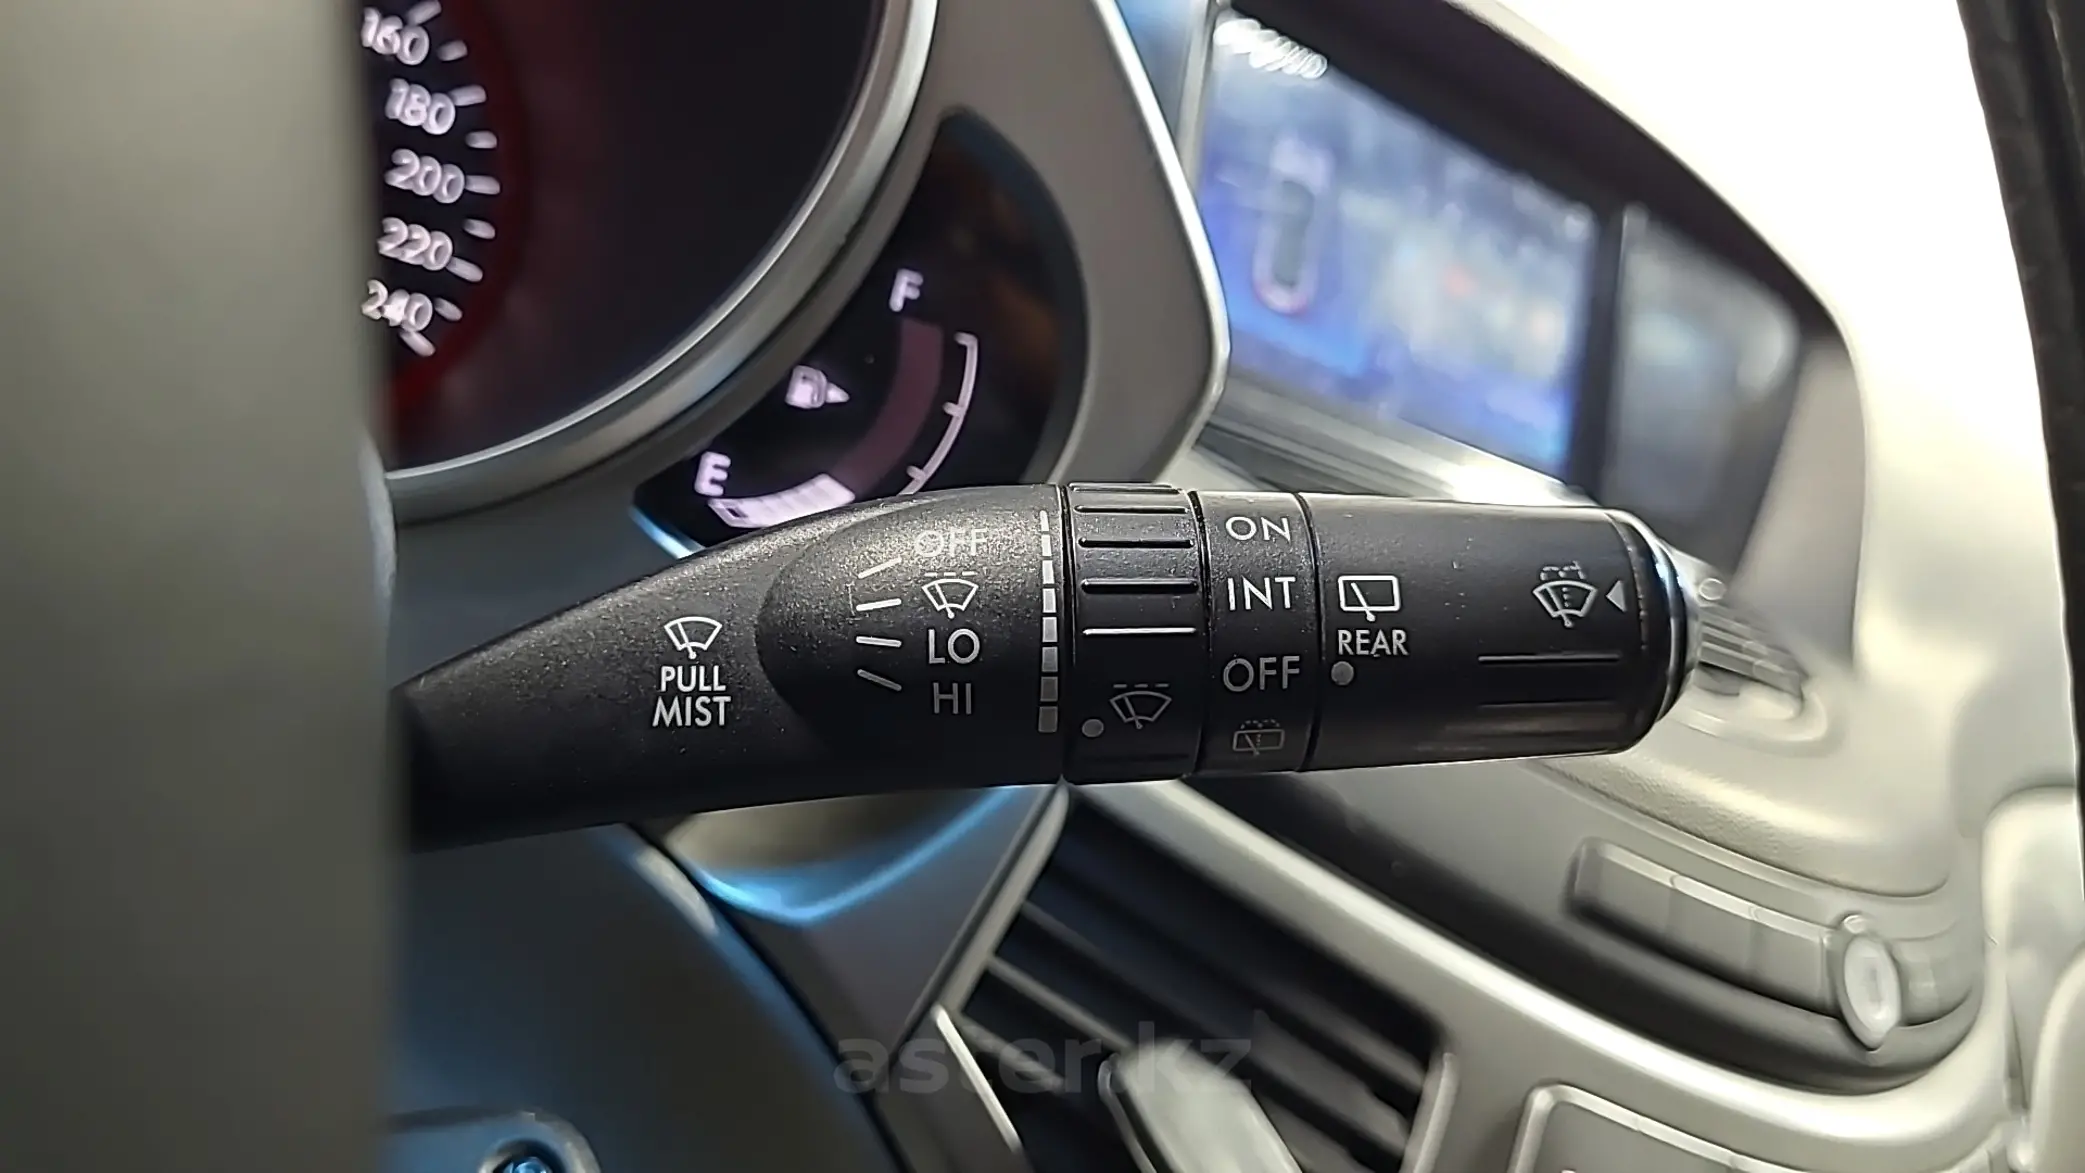 160
180
200
220
240
F
E
PULL
MIST
OFF
LO
HI
ON
INT
OFF
REAR
aster.kz